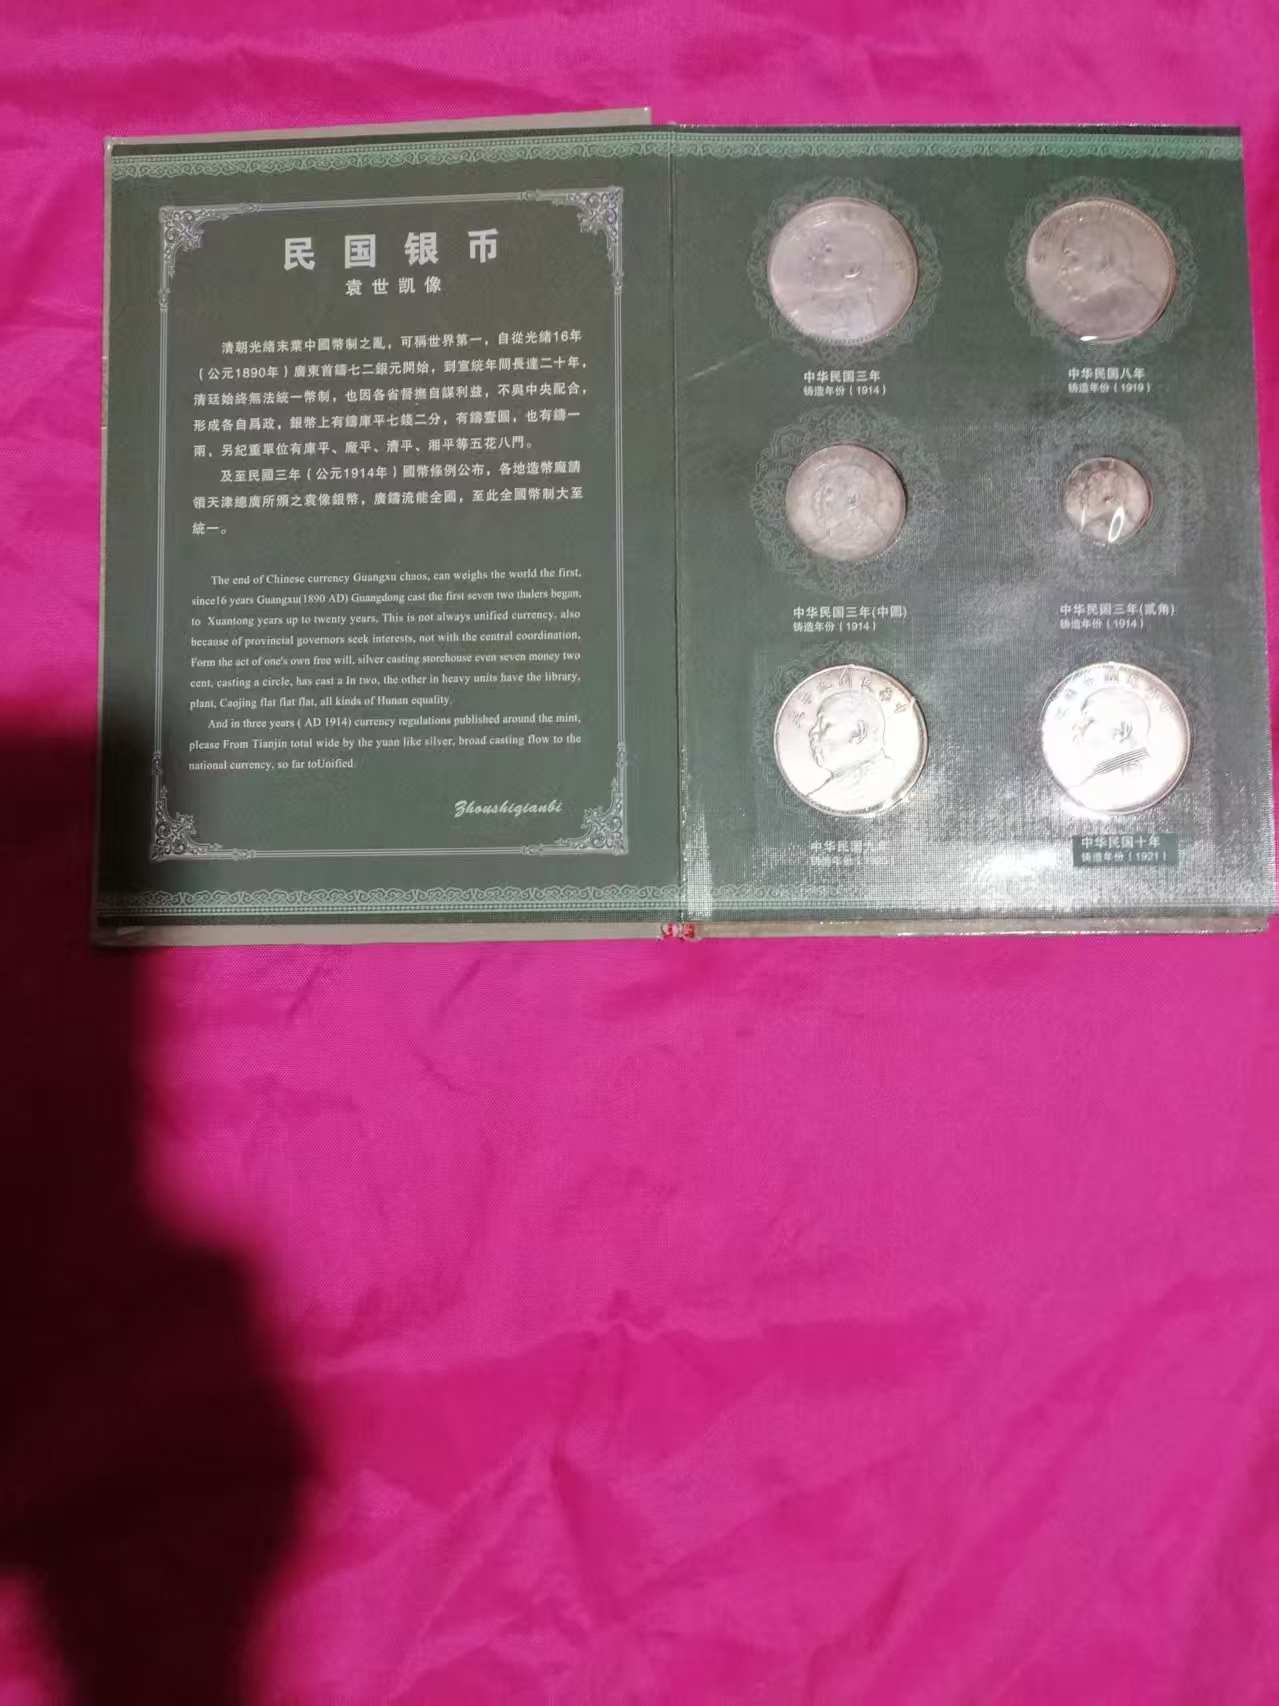 民国银币
袁世凯像
清朝光緒末葉中國幣制之亂，可稱世界第一，自從光緒16年
（公元1890年）廣東首鑄七二銀元開始，到宣統年間長達二十年，
清廷始終無法統一幣制，也因各省督撫自謀利益，不與中央配合，
形成各自爲政，銀幣上有鑄庫平七錢二分，有鑄壹圓，也有鑄一
兩，另紀重單位有庫平、廠平、漕平、湘平等五花八門。
及至民國三年（公元1914年）國幣條例公布，各地造幣廠請
領天津總廣所頒之袁像銀幣，廣鑄流能全國，至此全國幣制大至
統一。
The end of Chinese currency Guangxu chaos, can weighs the world the first,
since16 years Guangxu(1890 AD) Guangdong cast the first seven two thalers began,
to Xuantong years up to twenty years, This is not always unified currency, also
because of provincial governors seek interests, not with the central coordination,
Form the act of one's own free will, silver casting storehouse even seven money two
cent, casting a circle, has cast a In two, the other in heavy units have the library,
plant, Caojing flat flat flat, all kinds of Hunan equality.
And in three years ( AD 1914) currency regulations published around the mint,
please From Tianjin total wide by the yuan like silver, broad casting flow to the
national currency, so far toUnified.
Zhoushiqianbi
中华民国三年
铸造年份（1914）
中华民国八年
铸造年份（1919）
中华民国三年(中圆)
铸造年份（1914）
中华民国三年(贰角)
铸造年份（1914）
中华民国九年
铸造年份
中华民国十年
铸造年份（1921）